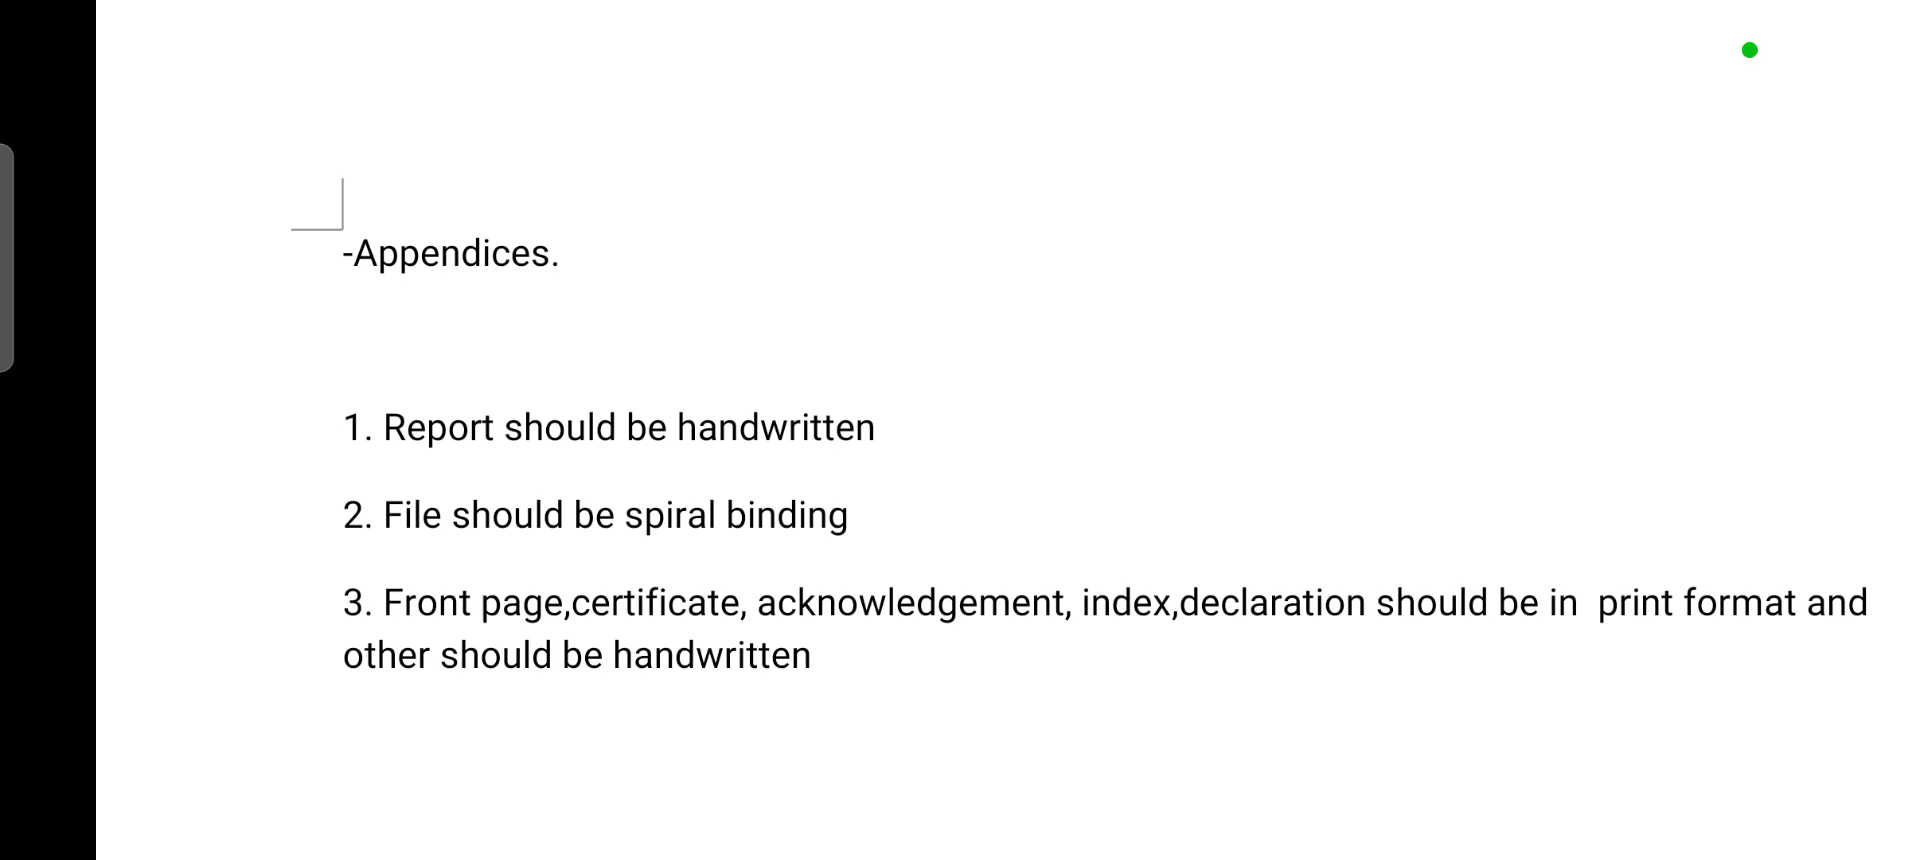 -Appendices.
1. Report should be handwritten
2. File should be spiral binding
3. Front page,certificate, acknowledgement, index,declaration should be in  print format and
other should be handwritten